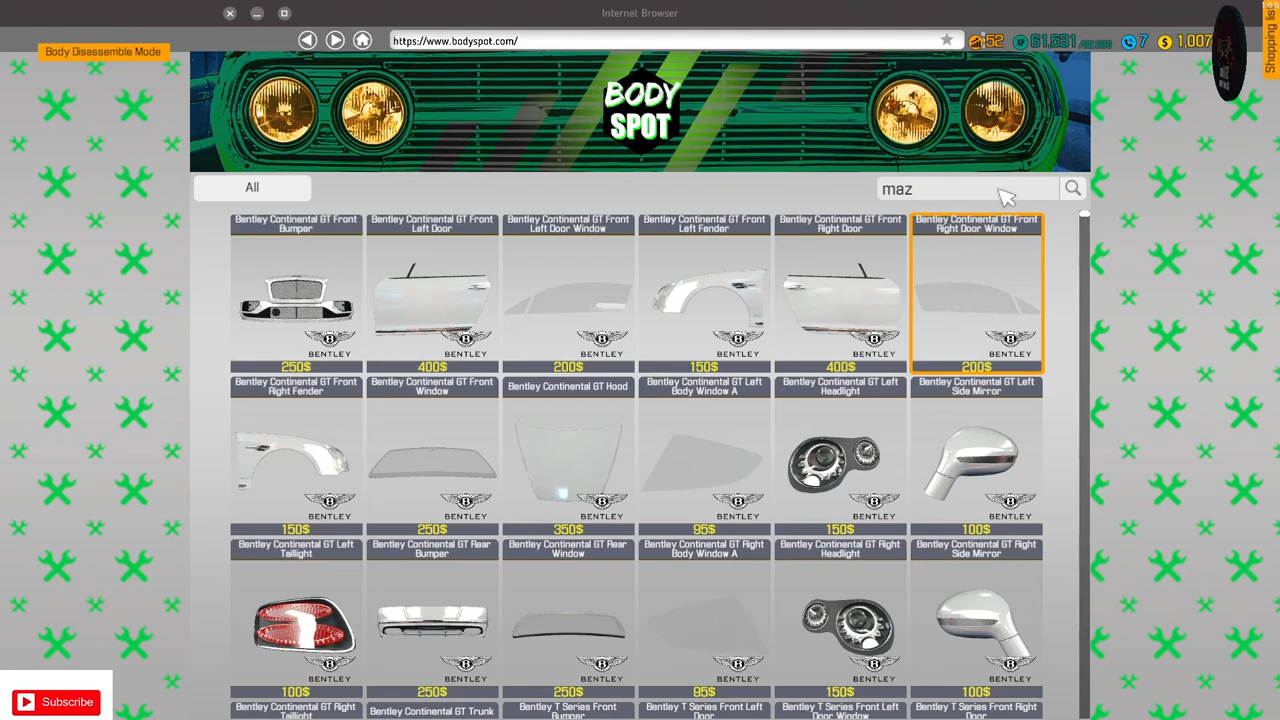 Internet Browser
Shopping list
Body Disassemble Mode
https://www.bodyspot.com/
52
61,531
7
$ 1,007
BODY
SPOT
All
maz
Bentley Continental GT Front
Bumper
Bentley Continental GT Front
Left Door
Bentley Continental GT Front
Left Door Window
Bentley Continental GT Front
Left Fender
Bentley Continental GT Front
Right Door
Bentley Continental GT Front
Right Door Window
BENTLEY
BENTLEY
BENTLEY
BENTLEY
BENTLEY
BENTLEY
250$
400$
200$
150$
400$
200$
Bentley Continental GT Front
Right Fender
Bentley Continental GT Front
Window
Bentley Continental GT Hood
Bentley Continental GT Left
Body Window A
Bentley Continental GT Left
Headlight
Bentley Continental GT Left
Side Mirror
BENTLEY
BENTLEY
BENTLEY
BENTLEY
BENTLEY
BENTLEY
150$
250$
350$
95$
150$
100$
Bentley Continental GT Left
Taillight
Bentley Continental GT Rear
Bumper
Bentley Continental GT Rear
Window
Bentley Continental GT Right
Body Window A
Bentley Continental GT Right
Headlight
Bentley Continental GT Right
Side Mirror
BENTLEY
BENTLEY
BENTLEY
BENTLEY
BENTLEY
BENTLEY
100$
250$
250$
95$
150$
100$
Bentley Continental GT Right
Taillight
Bentley Continental GT Trunk
Bentley T Series Front
Bumper
Bentley T Series Front
Left Door
Bentley T Series Front
Left Door Window
Bentley T Series Front
Left Fender
Subscribe